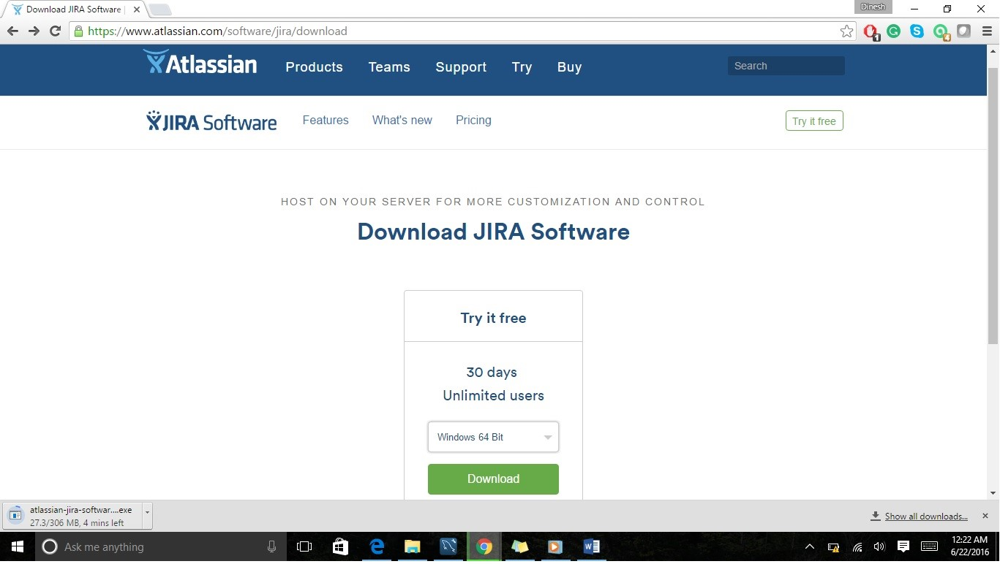 Download JIRA Software |
Dinesh
https://www.atlassian.com/software/jira/download
1
4
Atlassian
Products Teams Support Try Buy
Search
JIRA Software
Features What's new Pricing
Try it free
HOST ON YOUR SERVER FOR MORE CUSTOMIZATION AND CONTROL
Download JIRA Software
Try it free
30 days
Unlimited users
Windows 64 Bit
Download
atlassian-jira-softwar....exe
27.3/306 MB, 4 mins left
Show all downloads...
Ask me anything
12:22 AM
6/22/2016